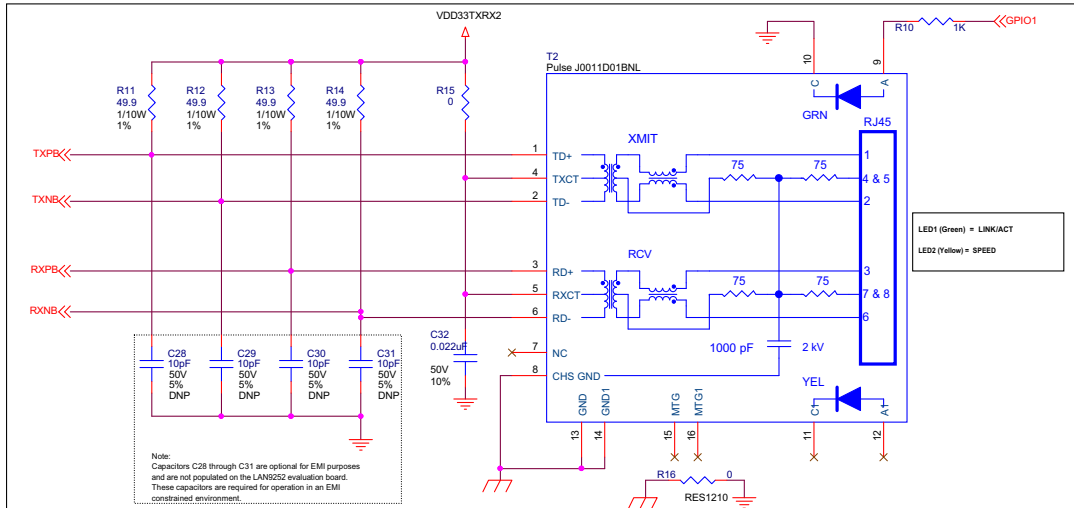 VDD33TXRX2
R10
1K
GPIO1
10
9
T2
Pulse J0011D01BNL
C
A
GRN
RJ45
R11
49.9
1/10W
1%
R12
49.9
1/10W
1%
R13
49.9
1/10W
1%
R14
49.9
1/10W
1%
R15
0
XMIT
TXPB
1
TD+
75
75
1
4
TXCT
4 & 5
TXNB
2
TD-
2
LED1 (Green) = LINK/ACT
LED2 (Yellow) = SPEED
RCV
RXPB
3
RD+
75
75
3
5
RXCT
7 & 8
RXNB
6
RD-
6
C32
0.022uF
50V
10%
1000 pF
2 kV
C28
10pF
50V
5%
DNP
C29
10pF
50V
5%
DNP
C30
10pF
50V
5%
DNP
C31
10pF
50V
5%
DNP
7
NC
8
CHS GND
YEL
GND
GND1
MTG
MTG1
C1
A1
13
14
15
16
11
12
Note:
Capacitors C28 through C31 are optional for EMI purposes
and are not populated on the LAN9252 evaluation board.
These capacitors are required for operation in an EMI
constrained environment.
R16
0
RES1210